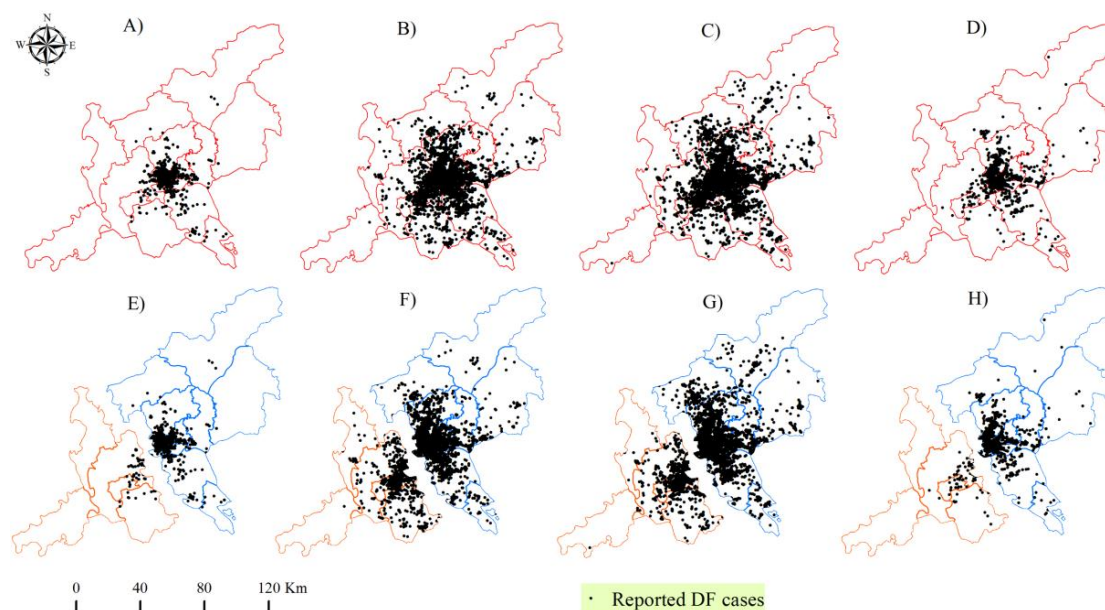 N
W E
S
A) B) C) D)
E) F) G) H)
0 40 80 120 Km
Reported DF cases